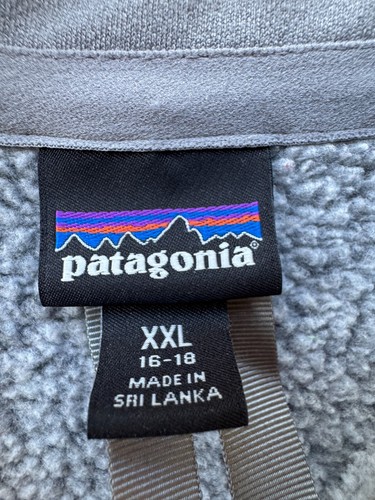 patagonia®
XXL
16-18
MADE IN
SRI LANKA